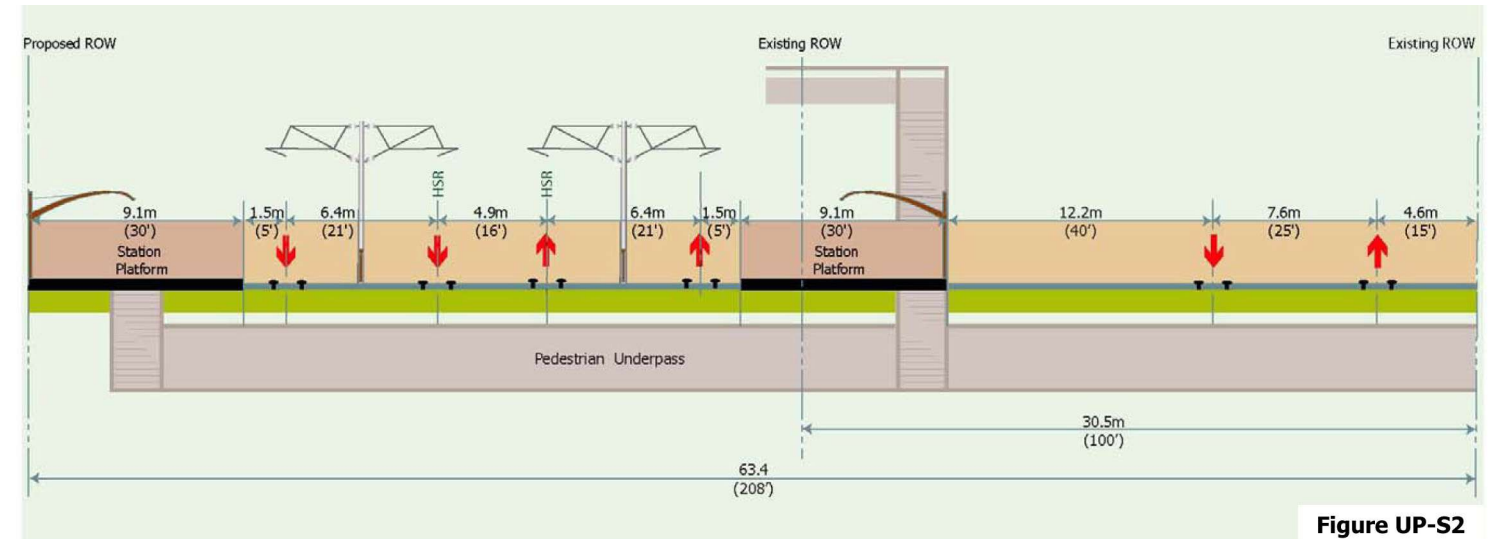 Proposed ROW
Existing ROW
Existing ROW
HSR
HSR
9.1m
(30')
1.5m
(5')
6.4m
(21')
4.9m
(16')
6.4m
(21')
1.5m
(5')
9.1m
(30')
12.2m
(40')
7.6m
(25')
4.6m
(15')
Station
Platform
Station
Platform
Pedestrian Underpass
30.5m
(100')
63.4
(208')
Figure UP-S2